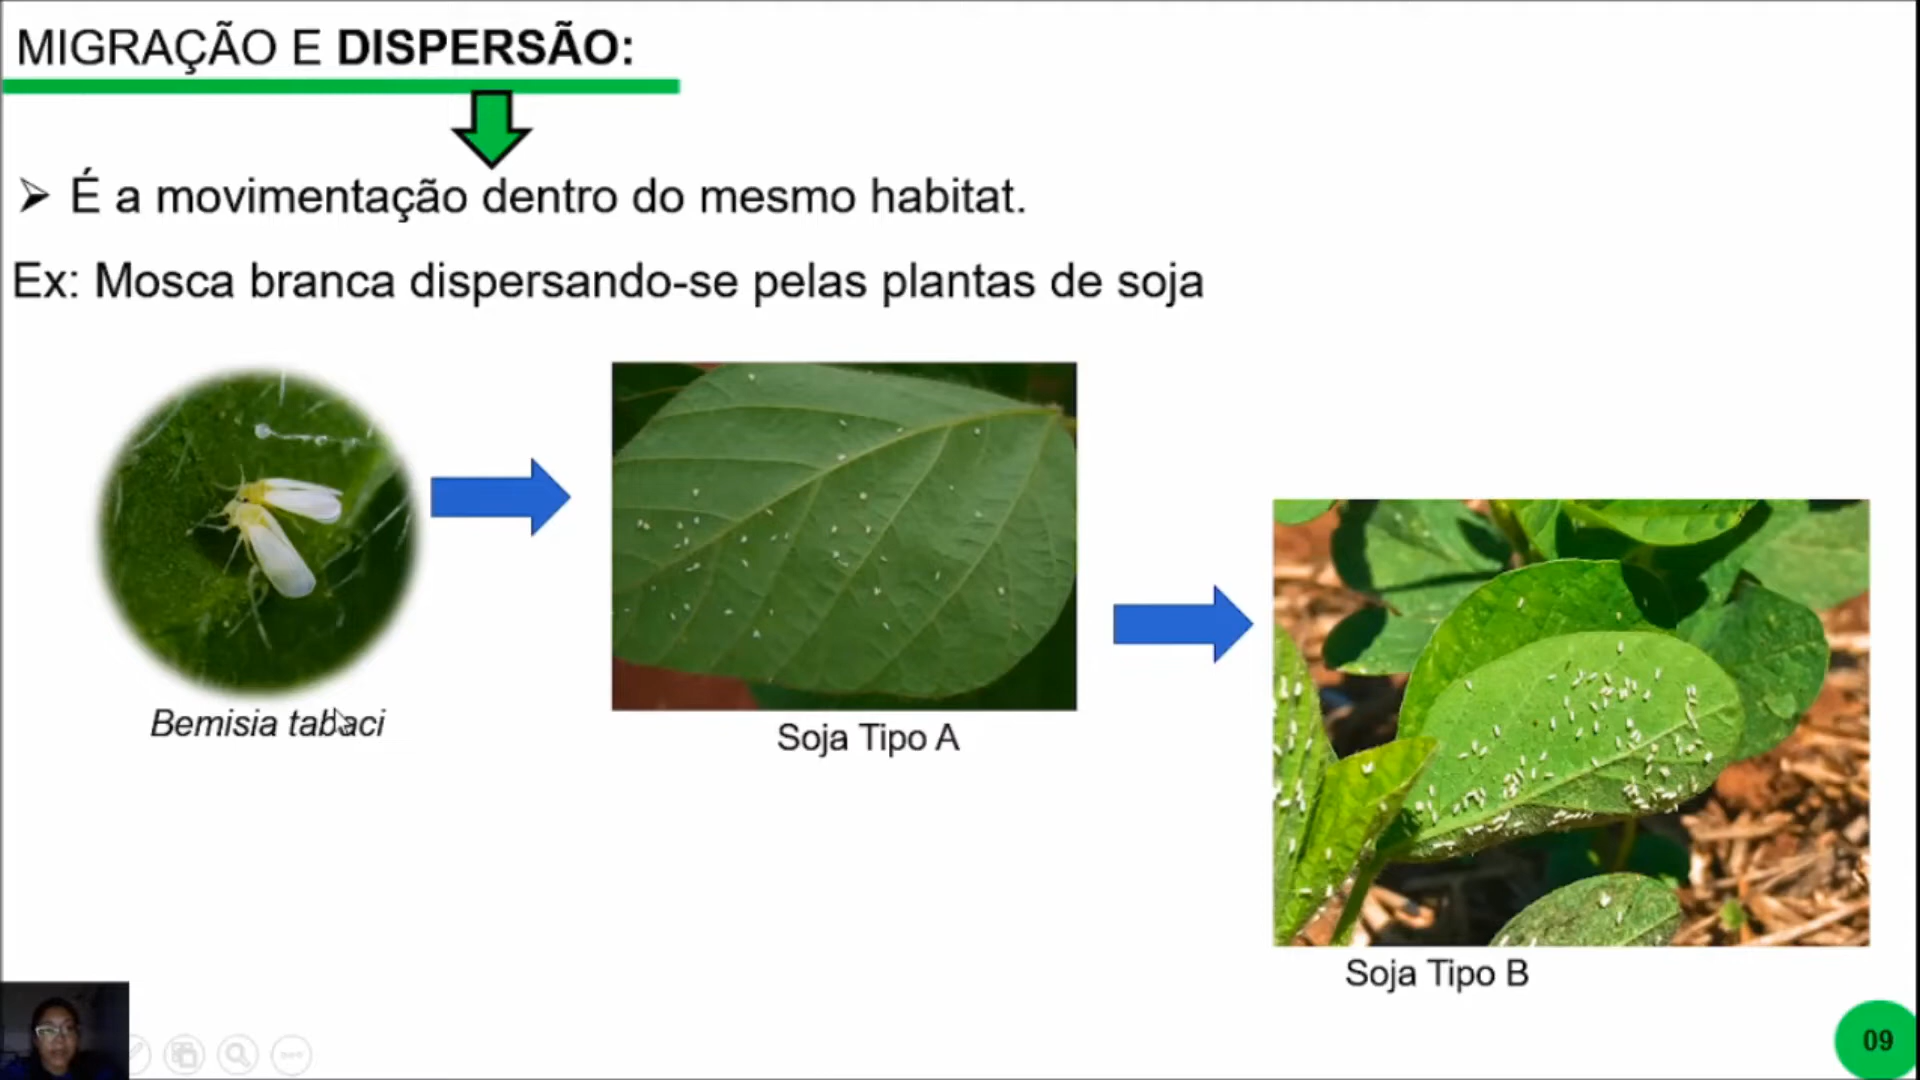 MIGRAÇÃO E DISPERSÃO:
➢ É a movimentação dentro do mesmo habitat.
Ex: Mosca branca dispersando-se pelas plantas de soja
Bemisia tabaci
Soja Tipo A
Soja Tipo B
09